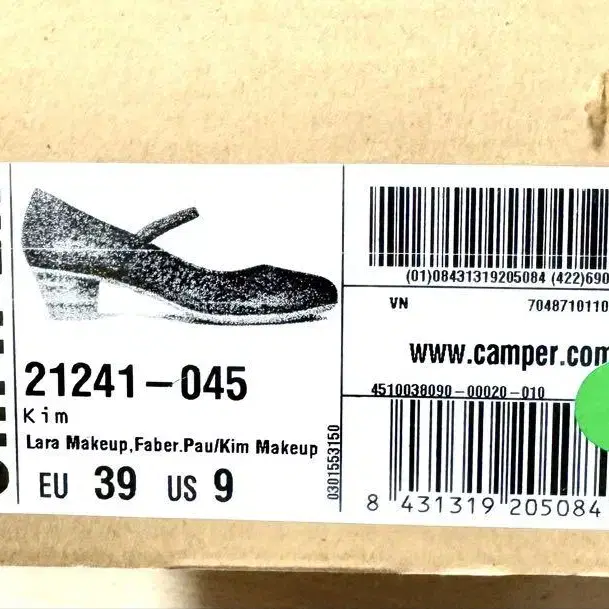 21241-045
Kim
Lara Makeup,Faber.Pau/Kim Makeup
EU 39 US 9
0301553150
(01)08431319205084 (422)690
VN 7048710110
www.camper.com
4510038090-00020-010
8 431319 205084